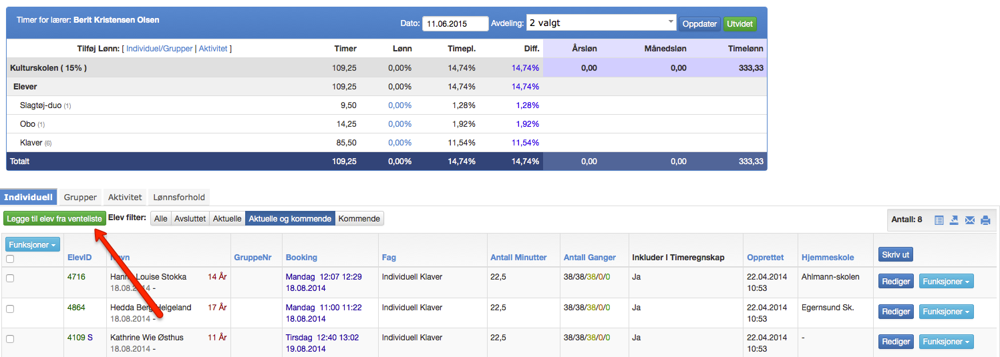 Timer for lærer: Berit Kristensen Olsen Dato: 11.06.2015 Avdeling: 2 valgt Oppdater Utvidet
Tilføj Lønn: [ Individuel/Grupper | Aktivitet ] Timer Lønn Timepl. Diff. Årsløn Månedsløn Timelønn
Kulturskolen ( 15% ) 109,25 0,00% 14,74% 14,74% 0,00 0,00 333,33
Elever 109,25 0,00% 14,74% 14,74%
Slagtøj-duo (1) 9,50 0,00% 1,28% 1,28%
Obo (1) 14,25 0,00% 1,92% 1,92%
Klaver (6) 85,50 0,00% 11,54% 11,54%
Totalt 109,25 0,00% 14,74% 14,74% 0,00 0,00 333,33
Individuell Grupper Aktivitet Lønnsforhold
Legge til elev fra venteliste Elev filter: Alle Avsluttet Aktuelle Aktuelle og kommende Kommende Antall: 8
Funksjoner
ElevID GruppeNr Booking Fag Antall Minutter Antall Ganger Inkluder I Timeregnskap Opprettet Hjemmeskole Skriv ut
4716 Louise Stokka 14 År Mandag 12:07 12:29 Individuell Klaver 22,5 38/38/38/0/0 Ja 22.04.2014 Ahlmann-skolen Rediger Funksjoner
18.08.2014 - 18.08.2014 10:53
4864 Hedda Berg Helgeland 17 År Mandag 11:00 11:22 Individuell Klaver 22,5 38/38/38/0/0 Ja 22.04.2014 Egernsund Sk. Rediger Funksjoner
18.08.2014 - 18.08.2014 10:53
4109 S Kathrine Wie Østhus 11 År Tirsdag 12:40 13:02 Individuell Klaver 22,5 38/38/38/0/0 Ja 22.04.2014 - Rediger Funksjoner
18.08.2014 - 19.08.2014 10:53